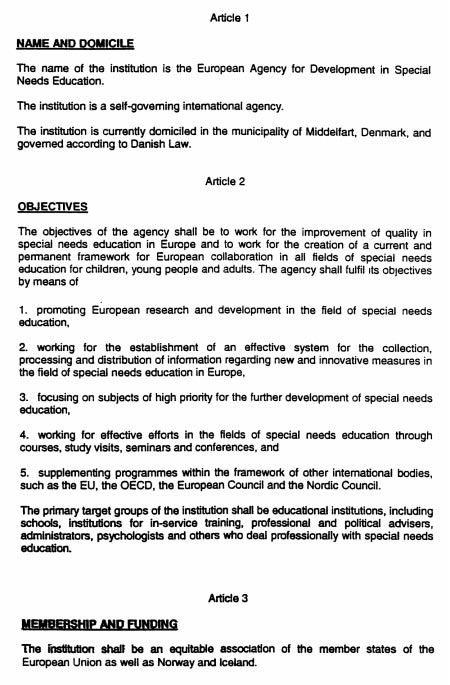 Article 1
NAME AND DOMICILE
The name of the institution is the European Agency for Development in Special
Needs Education.
The institution is a self-governing international agency.
The institution is currently domiciled in the municipality of Middelfart, Denmark, and
governed according to Danish Law.
Article 2
OBJECTIVES
The objectives of the agency shall be to work for the improvement of quality in
special needs education in Europe and to work for the creation of a current and
permanent framework for European collaboration in all fields of special needs
education for children, young people and adults. The agency shall fulfil its objectives
by means of
1. promoting European research and development in the field of special needs
education,
2. working for the establishment of an effective system for the collection,
processing and distribution of information regarding new and innovative measures in
the field of special needs education in Europe,
3. focusing on subjects of high priority for the further development of special needs
education,
4. working for effective efforts in the fields of special needs education through
courses, study visits, seminars and conferences, and
5. supplementing programmes within the framework of other international bodies,
such as the EU, the OECD, the European Council and the Nordic Council.
The primary target groups of the institution shall be educational institutions, including
schools, institutions for in-service training, professional and political advisers,
administrators, psychologists and others who deal professionally with special needs
education.
Article 3
MEMBERSHIP AND FUNDING
The institution shall be an equitable association of the member states of the
European Union as well as Norway and Iceland.